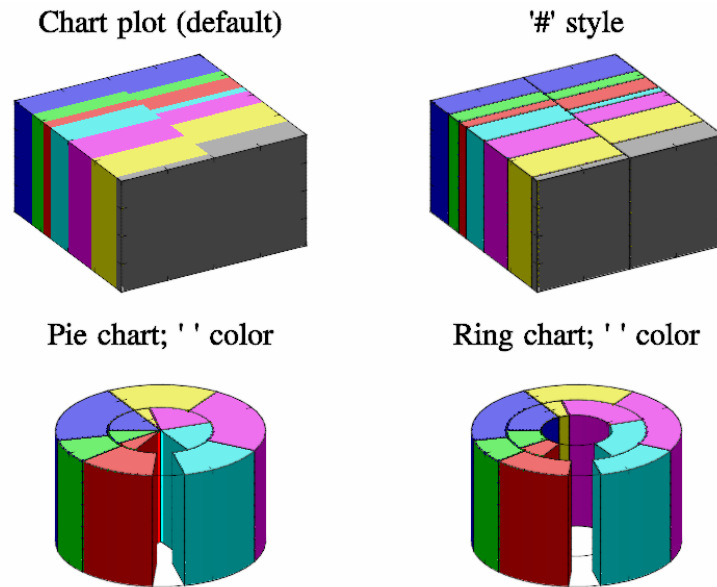 Chart plot (default)
'#' style
Pie chart; ' ' color
Ring chart; ' ' color